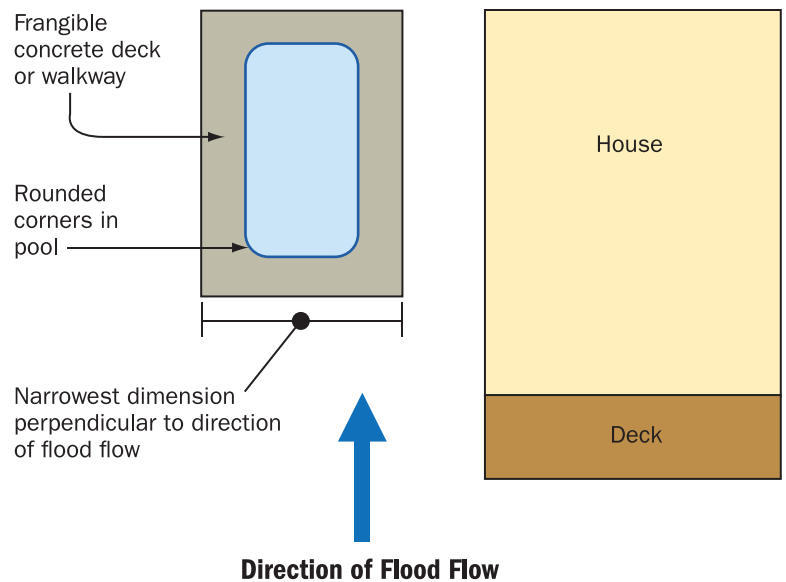 Frangible
concrete deck
or walkway
House
Rounded
corners in
pool
Narrowest dimension
perpendicular to direction
of flood flow
Deck
Direction of Flood Flow